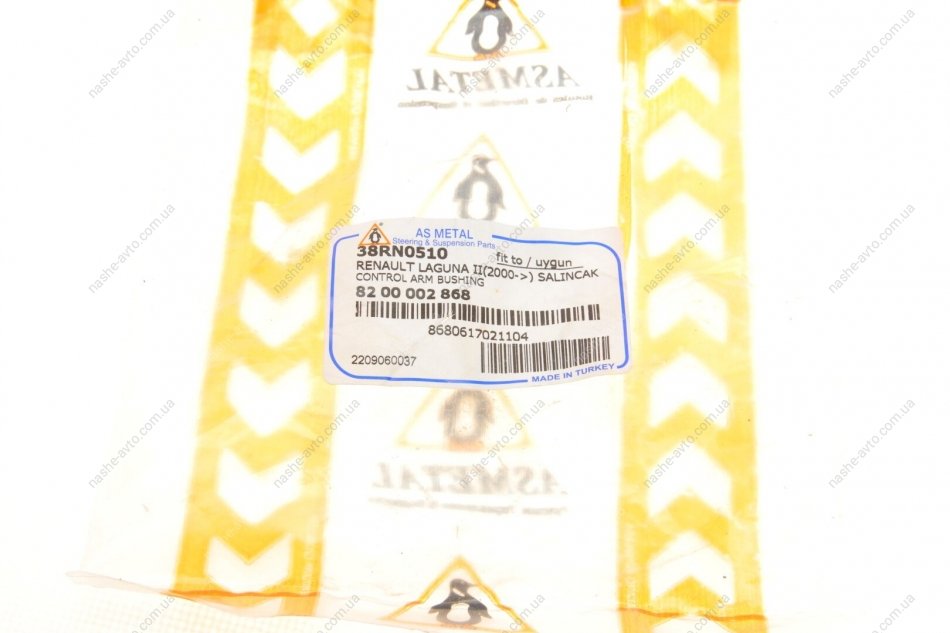 AS METAL
Steering & Suspension Parts
38RN0510 fit to / uygun
RENAULT LAGUNA II(2000->) SALINCAK
CONTROL ARM BUSHING
82 00 002 868
8680617021104
2209060037
MADE IN TURKEY
ASMETAL
ASMETAL
nashe-avto.com.ua